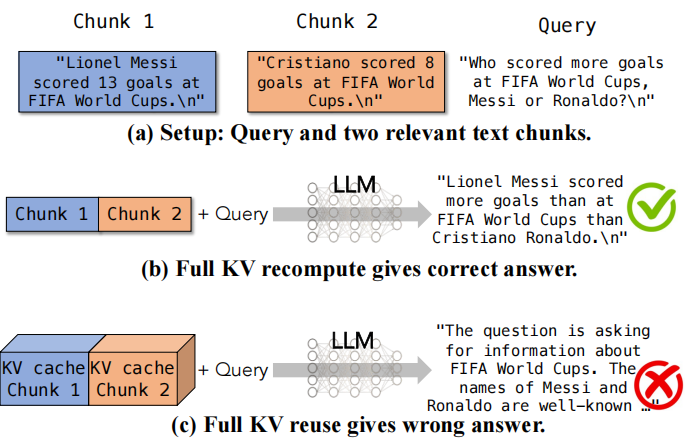 Chunk 1
Chunk 2
Query
"Lionel Messi
scored 13 goals at
FIFA World Cups.\n"
"Cristiano scored 8
goals at FIFA World
Cups.\n"
"Who scored more goals
at FIFA World Cups,
Messi or Ronaldo?\n"
(a) Setup: Query and two relevant text chunks.
Chunk 1
Chunk 2
+ Query
LLM
"Lionel Messi scored
more goals than at
FIFA World Cups than
Cristiano Ronaldo.\n"
(b) Full KV recompute gives correct answer.
KV cache
Chunk 1
KV cache
Chunk 2
+ Query
LLM
"The question is asking
for information about
FIFA World Cups. The
names of Messi and
Ronaldo are well-known …"
(c) Full KV reuse gives wrong answer.